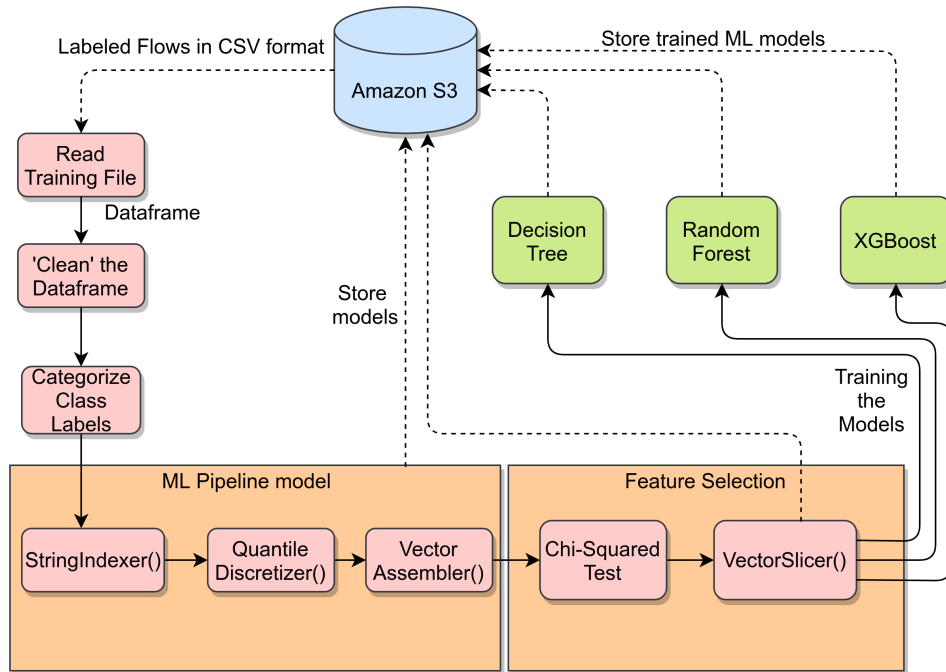 Labeled Flows in CSV format
Amazon S3
Store trained ML models
Read
Training File
Dataframe
'Clean' the
Dataframe
Categorize
Class
Labels
Store
models
Decision
Tree
Random
Forest
XGBoost
Training
the
Models
ML Pipeline model
StringIndexer()
Quantile
Discretizer()
Vector
Assembler()
Feature Selection
Chi-Squared
Test
VectorSlicer()